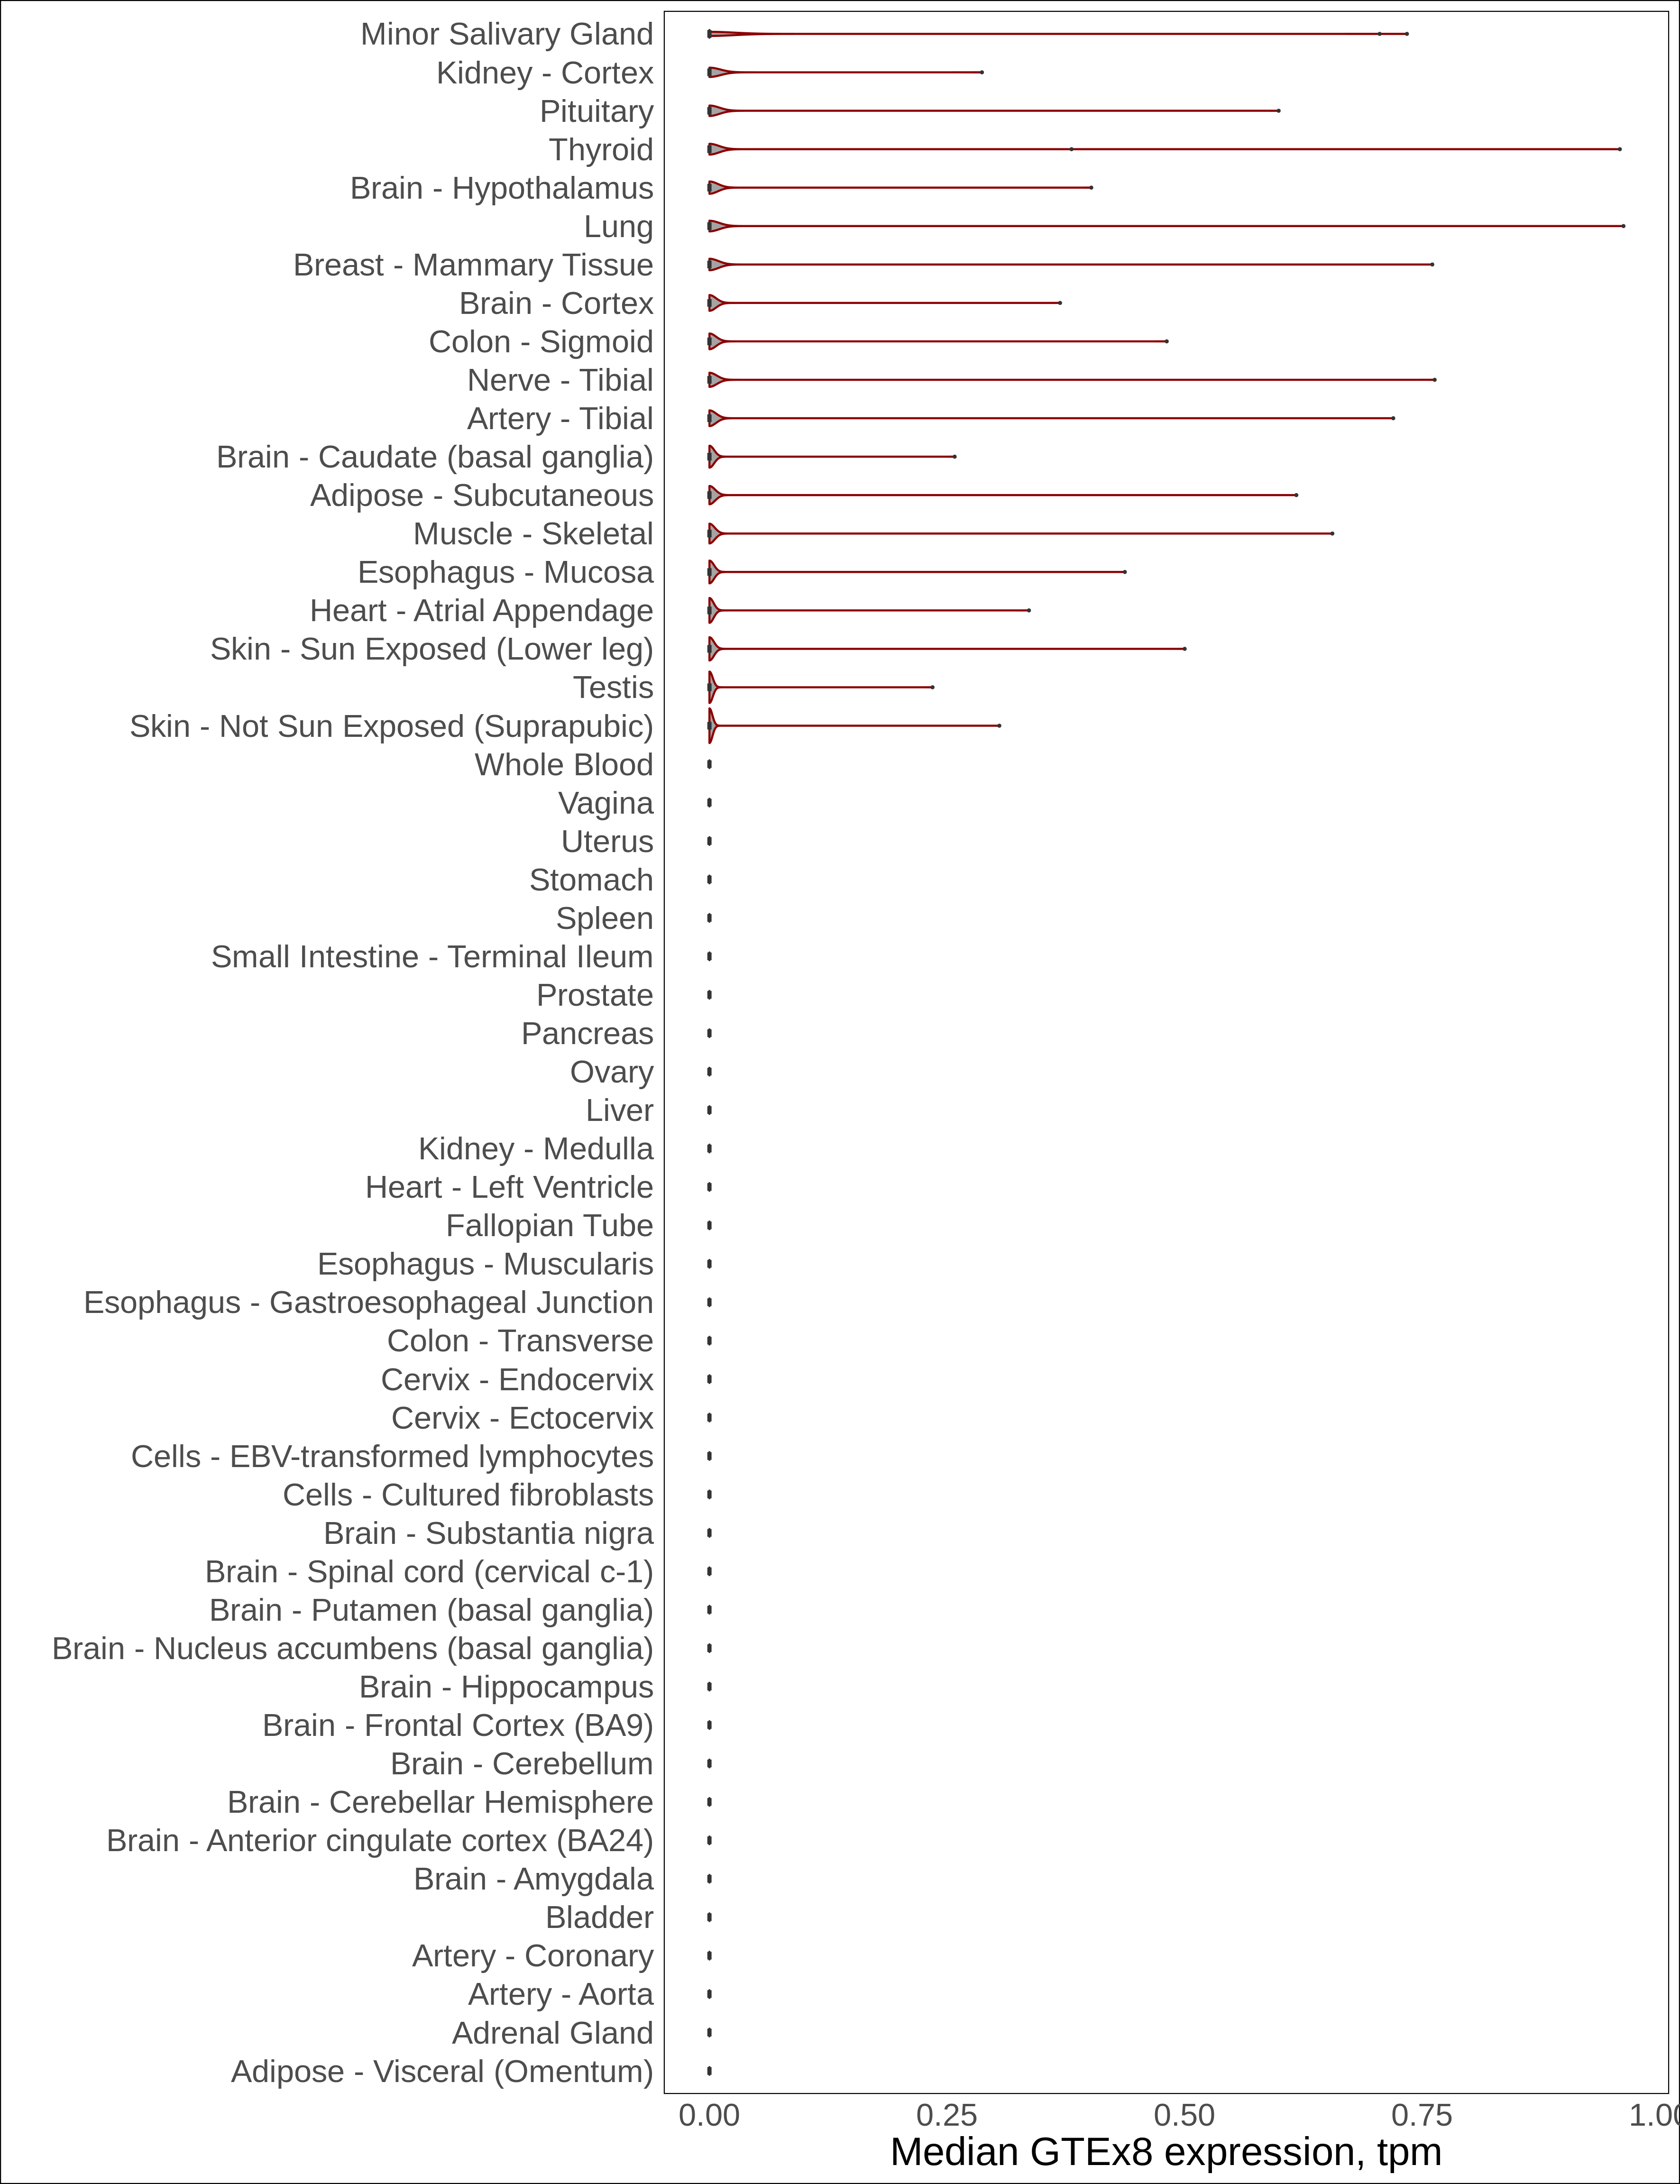 Minor Salivary Gland
Kidney - Cortex
Pituitary
Thyroid
Brain - Hypothalamus
Lung
Breast - Mammary Tissue
Brain - Cortex
Colon - Sigmoid
Nerve - Tibial
Artery - Tibial
Brain - Caudate (basal ganglia)
Adipose - Subcutaneous
Muscle - Skeletal
Esophagus - Mucosa
Heart - Atrial Appendage
Skin - Sun Exposed (Lower leg)
Testis
Skin - Not Sun Exposed (Suprapubic)
Whole Blood
Vagina
Uterus
Stomach
Spleen
Small Intestine - Terminal Ileum
Prostate
Pancreas
Ovary
Liver
Kidney - Medulla
Heart - Left Ventricle
Fallopian Tube
Esophagus - Muscularis
Esophagus - Gastroesophageal Junction
Colon - Transverse
Cervix - Endocervix
Cervix - Ectocervix
Cells - EBV-transformed lymphocytes
Cells - Cultured fibroblasts
Brain - Substantia nigra
Brain - Spinal cord (cervical c-1)
Brain - Putamen (basal ganglia)
Brain - Nucleus accumbens (basal ganglia)
Brain - Hippocampus
Brain - Frontal Cortex (BA9)
Brain - Cerebellum
Brain - Cerebellar Hemisphere
Brain - Anterior cingulate cortex (BA24)
Brain - Amygdala
Bladder
Artery - Coronary
Artery - Aorta
Adrenal Gland
Adipose - Visceral (Omentum)
0.00 0.25 0.50 0.75 1.00
Median GTEx8 expression, tpm